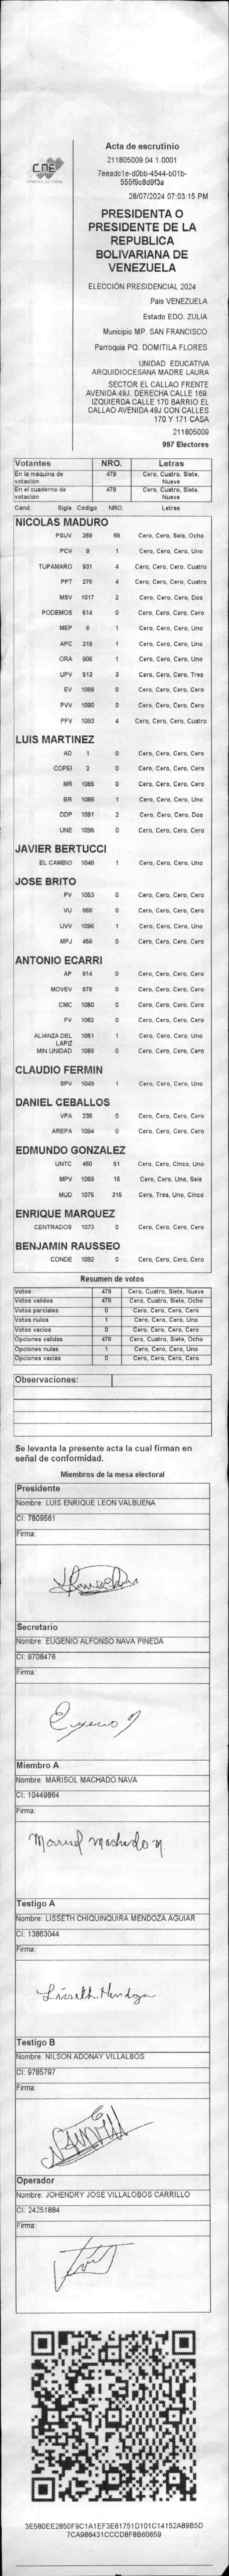 CNE
Acta de escrutinio
211805009.04.1.0001
7eeadc1e-d0bb-4544-b01b-
555f9c8d9f3a
28/07/2024 07:03:15 PM
PRESIDENTA O
PRESIDENTE DE LA
REPUBLICA
BOLIVARIANA DE
VENEZUELA
ELECCIÓN PRESIDENCIAL 2024
Pais VENEZUELA
Estado EDO. ZULIA
Municipio MP. SAN FRANCISCO
Parroquia PQ. DOMITILA FLORES
UNIDAD EDUCATIVA
ARQUIDIOCESANA MADRE LAURA
SECTOR EL CALLAO FRENTE
AVENIDA 49J. DERECHA CALLE 169.
IZQUIERDA CALLE 170 BARRIO EL
CALLAO AVENIDA 49J CON CALLES
170 Y 171 CASA
211805009
997 Electores
Votantes NRO. Letras
En la maquina de votación 479 Cero, Cuatro, Siete, Nueve
En el cuaderno de votación 479 Cero, Cuatro, Siete, Nueve
Cand. Sigla Código NRO. Letras
NICOLAS MADURO
PSUV 269 68 Cero, Cero, Seis, Ocho
PCV 9 1 Cero, Cero, Cero, Uno
TUPAMARO 931 4 Cero, Cero, Cero, Cuatro
PPT 276 4 Cero, Cero, Cero, Cuatro
MSV 1017 2 Cero, Cero, Cero, Dos
PODEMOS 514 0 Cero, Cero, Cero, Cero
MEP 6 1 Cero, Cero, Cero, Uno
APC 219 1 Cero, Cero, Cero, Uno
ORA 906 1 Cero, Cero, Cero, Uno
UPV 513 3 Cero, Cero, Cero, Tres
EV 1089 0 Cero, Cero, Cero, Cero
PVV 1090 0 Cero, Cero, Cero, Cero
PFV 1093 4 Cero, Cero, Cero, Cuatro
LUIS MARTINEZ
AD 1 0 Cero, Cero, Cero, Cero
COPEI 2 0 Cero, Cero, Cero, Cero
MR 1065 0 Cero, Cero, Cero, Cero
BR 1066 1 Cero, Cero, Cero, Uno
DDP 1091 2 Cero, Cero, Cero, Dos
UNE 1095 0 Cero, Cero, Cero, Cero
JAVIER BERTUCCI
EL CAMBIO 1048 1 Cero, Cero, Cero, Uno
JOSE BRITO
PV 1053 0 Cero, Cero, Cero, Cero
VU 868 0 Cero, Cero, Cero, Cero
UVV 1096 1 Cero, Cero, Cero, Uno
MPJ 458 0 Cero, Cero, Cero, Cero
ANTONIO ECARRI
AP 814 0 Cero, Cero, Cero, Cero
MOVEV 878 0 Cero, Cero, Cero, Cero
CMC 1050 0 Cero, Cero, Cero, Cero
FV 1062 0 Cero, Cero, Cero, Cero
ALIANZA DEL LAPIZ 1051 1 Cero, Cero, Cero, Uno
MIN UNIDAD 1068 0 Cero, Cero, Cero, Cero
CLAUDIO FERMIN
SPV 1049 1 Cero, Cero, Cero, Uno
DANIEL CEBALLOS
VPA 236 0 Cero, Cero, Cero, Cero
AREPA 1094 0 Cero, Cero, Cero, Cero
EDMUNDO GONZALEZ
UNTC 460 51 Cero, Cero, Cinco, Uno
MPV 1069 16 Cero, Cero, Uno, Seis
MUD 1075 315 Cero, Tres, Uno, Cinco
ENRIQUE MARQUEZ
CENTRADOS 1073 0 Cero, Cero, Cero, Cero
BENJAMIN RAUSSEO
CONDE 1092 0 Cero, Cero, Cero, Cero
Resumen de votos
Votos 479 Cero, Cuatro, Siete, Nueve
Votos validos 478 Cero, Cuatro, Siete, Ocho
Votos parciales 0 Cero, Cero, Cero, Cero
Votos nulos 1 Cero, Cero, Cero, Uno
Votos vacios 0 Cero, Cero, Cero, Cero
Opciones validas 478 Cero, Cuatro, Siete, Ocho
Opciones nulas 1 Cero, Cero, Cero, Uno
Opciones vacias 0 Cero, Cero, Cero, Cero
Observaciones:
Se levanta la presente acta la cual firman en
señal de conformidad.
Miembros de la mesa electoral
Presidente
Nombre: LUIS ENRIQUE LEON VALBUENA
CI: 7809561
Firma:
Secretario
Nombre: EUGENIO ALFONSO NAVA PINEDA
CI: 9708476
Firma:
Eugenio
Miembro A
Nombre: MARISOL MACHADO NAVA
CI: 10449864
Firma:
Marisol Machado N.
Testigo A
Nombre: LISSETH CHIQUINQUIRA MENDOZA AGUIAR
CI: 13863044
Firma:
Lisseth Mendoza
Testigo B
Nombre: NILSON ADONAY VILLALBOS
CI: 9785797
Firma:
Operador
Nombre: JOHENDRY JOSE VILLALOBOS CARRILLO
CI: 24251884
Firma:
3E580EE2850F9C1A1EF3E61751D101C14152A89B5D
7CA986431CCCD8F8B60659